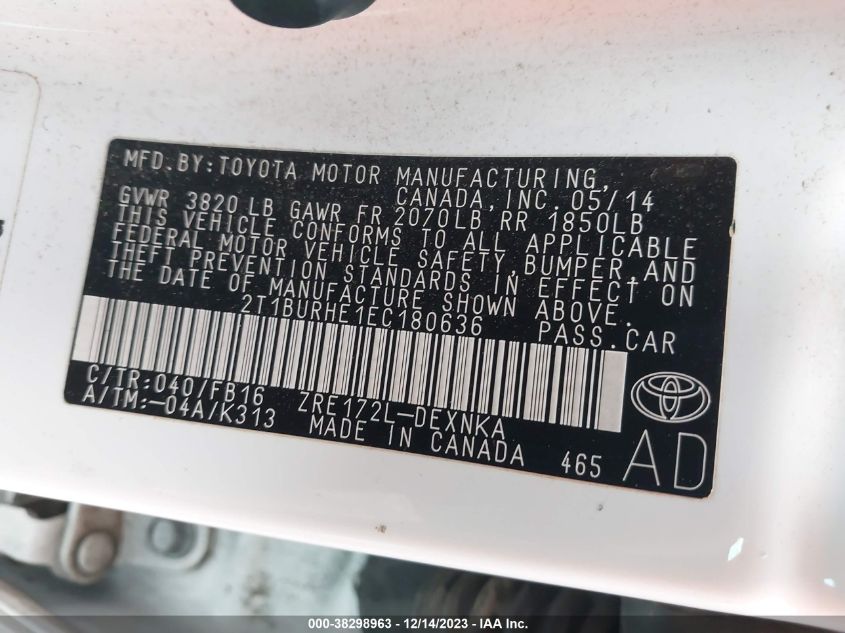 MFD.BY:TOYOTA MOTOR MANUFACTURING,
CANADA,INC. 05/14
GVWR 3820 LB GAWR FR 2070LB RR 1850LB
THIS VEHICLE CONFORMS TO ALL APPLICABLE
FEDERAL MOTOR VEHICLE SAFETY,BUMPER,AND
THEFT PREVENTION STANDARDS IN EFFECT ON
THE DATE OF MANUFACTURE SHOWN ABOVE.
2T1BURHE1EC180636 PASS.CAR
C/TR:040/FB16 ZRE172L-DEXNKA
A/TM:-04A/K313 MADE IN CANADA 465 AD
000-38298963 - 12/14/2023 - IAA Inc.